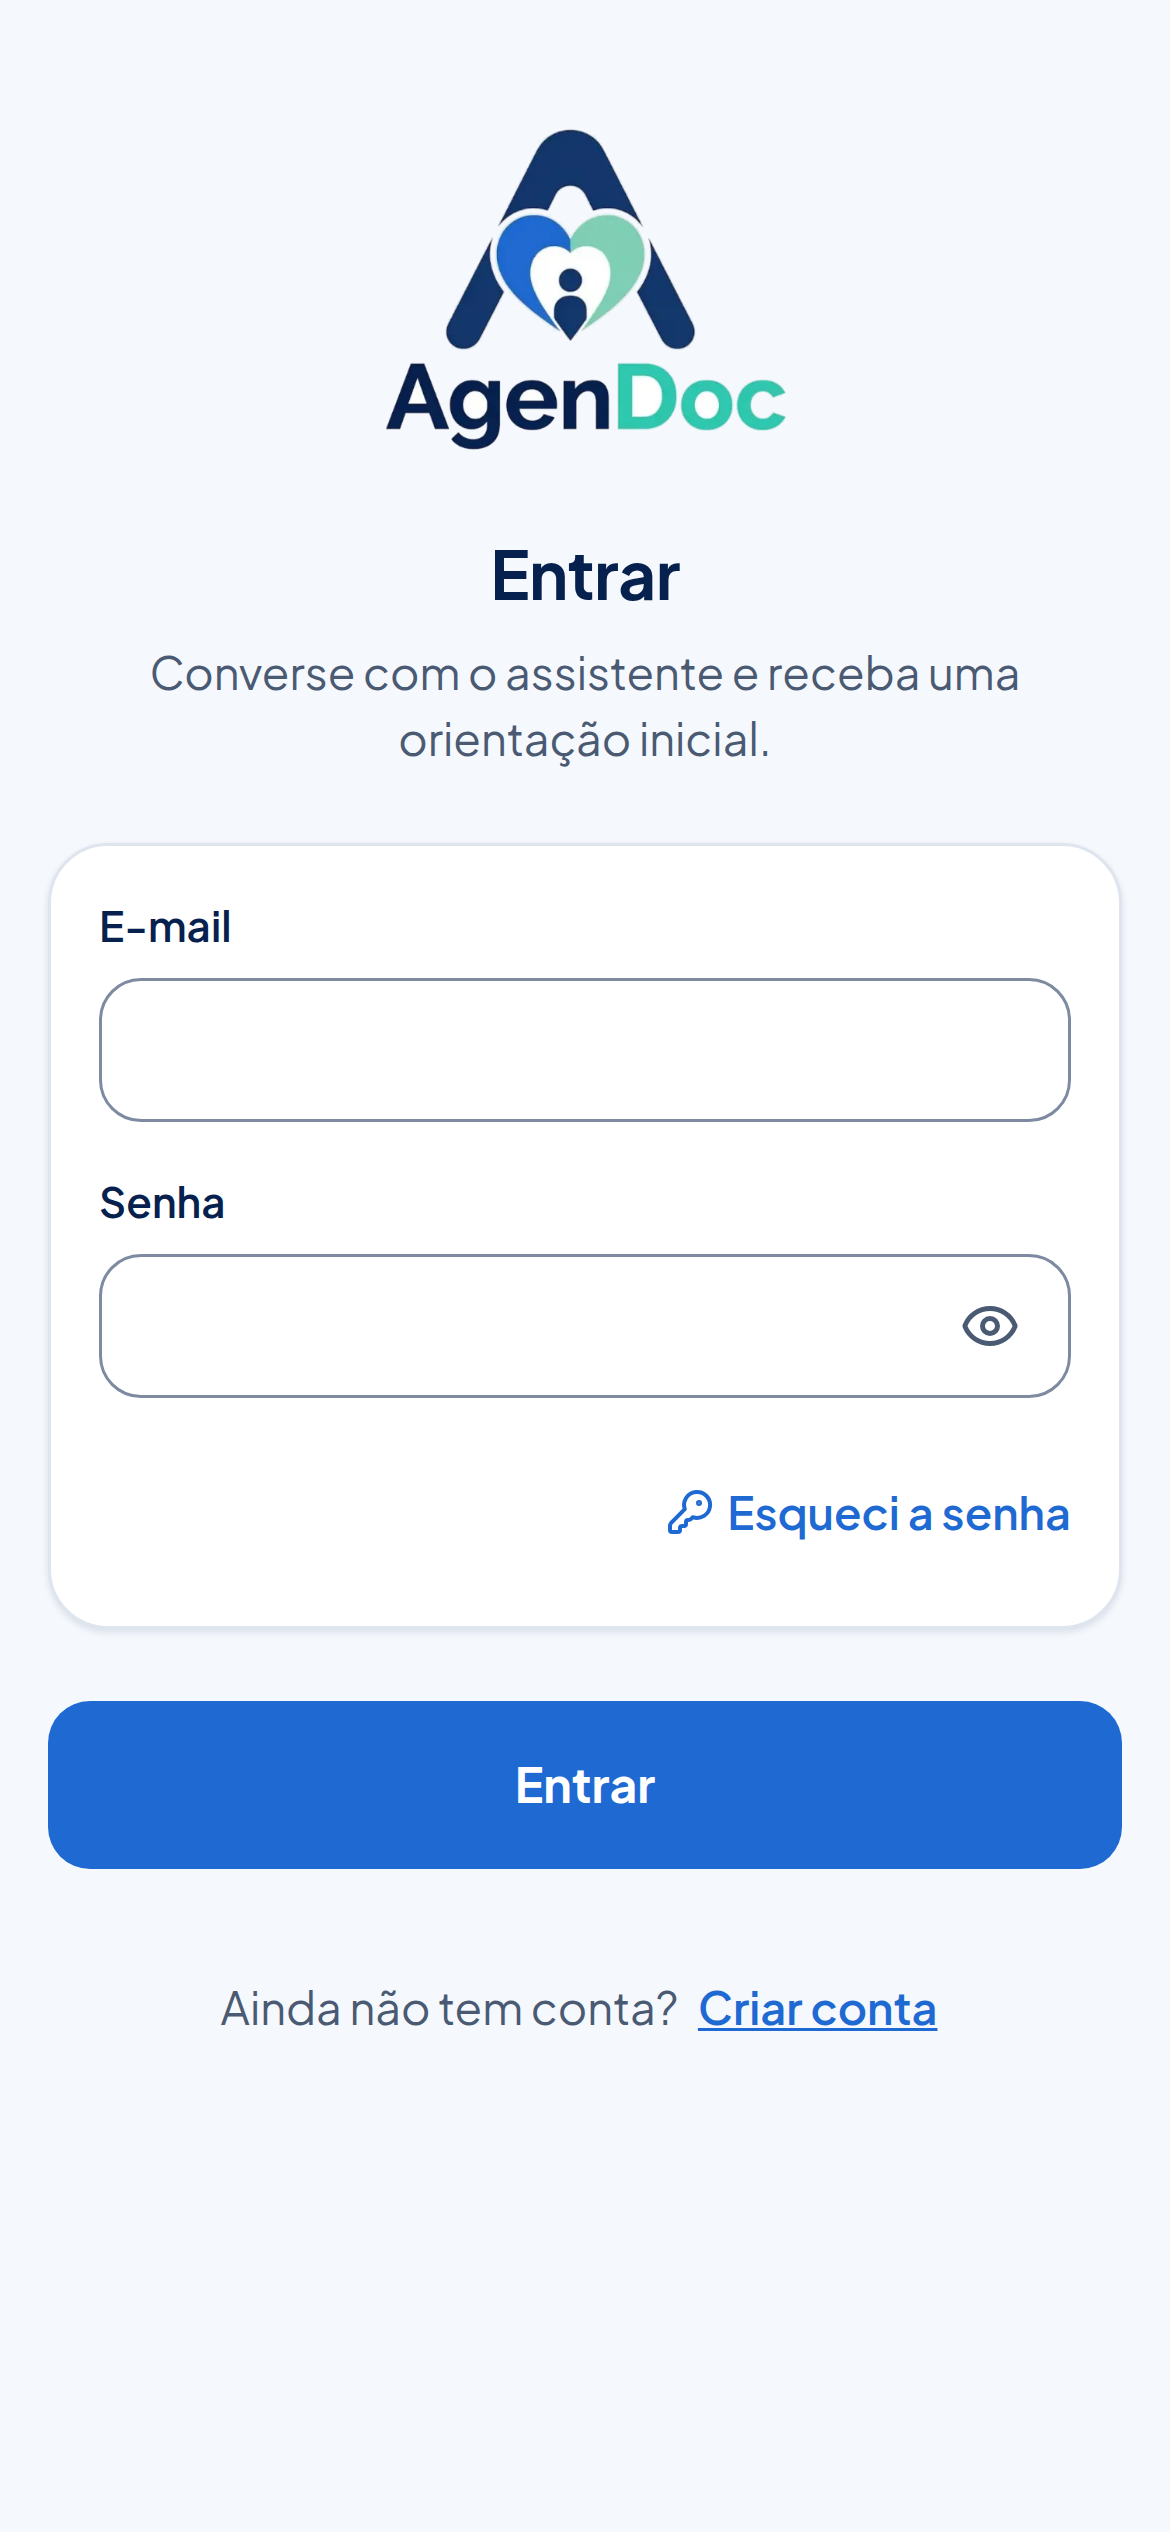 AgenDoc
Entrar
Converse com o assistente e receba uma
orientação inicial.
E-mail
Senha
Esqueci a senha
Entrar
Ainda não tem conta? Criar conta